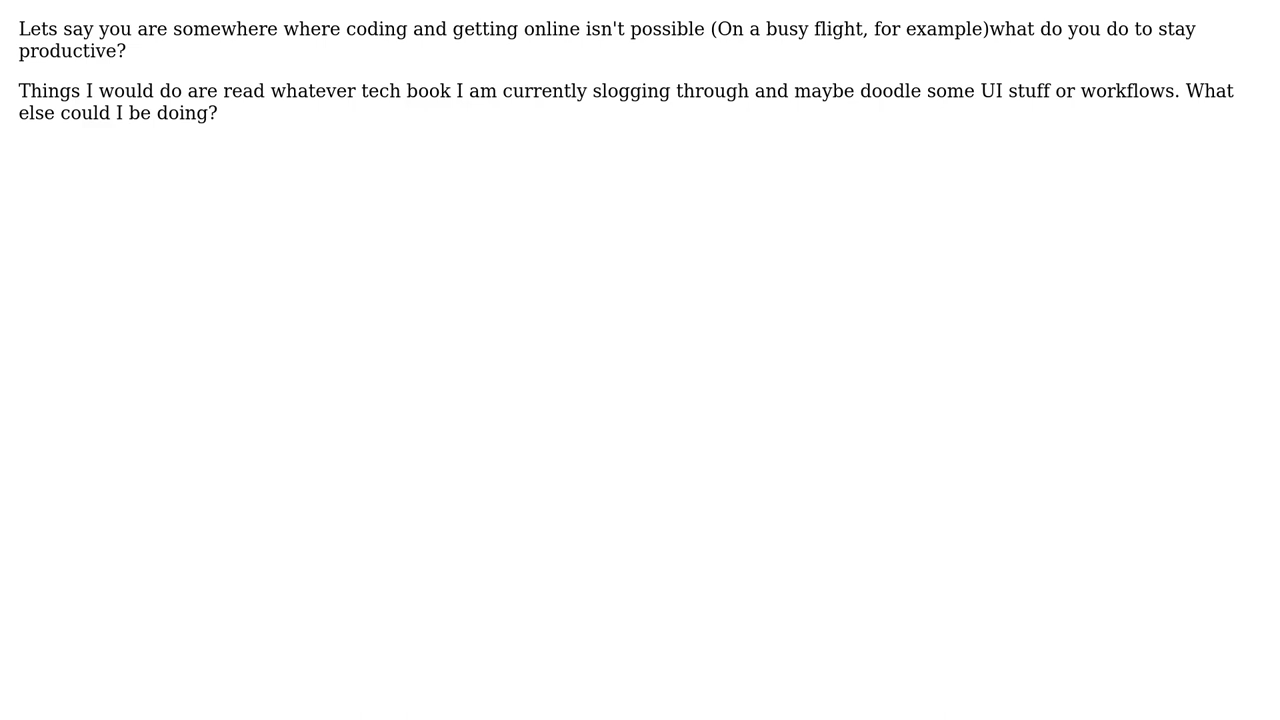 Lets say you are somewhere where coding and getting online isn't possible (On a busy flight, for example)what do you do to stay
productive?
Things I would do are read whatever tech book I am currently slogging through and maybe doodle some UI stuff or workflows. What
else could I be doing?